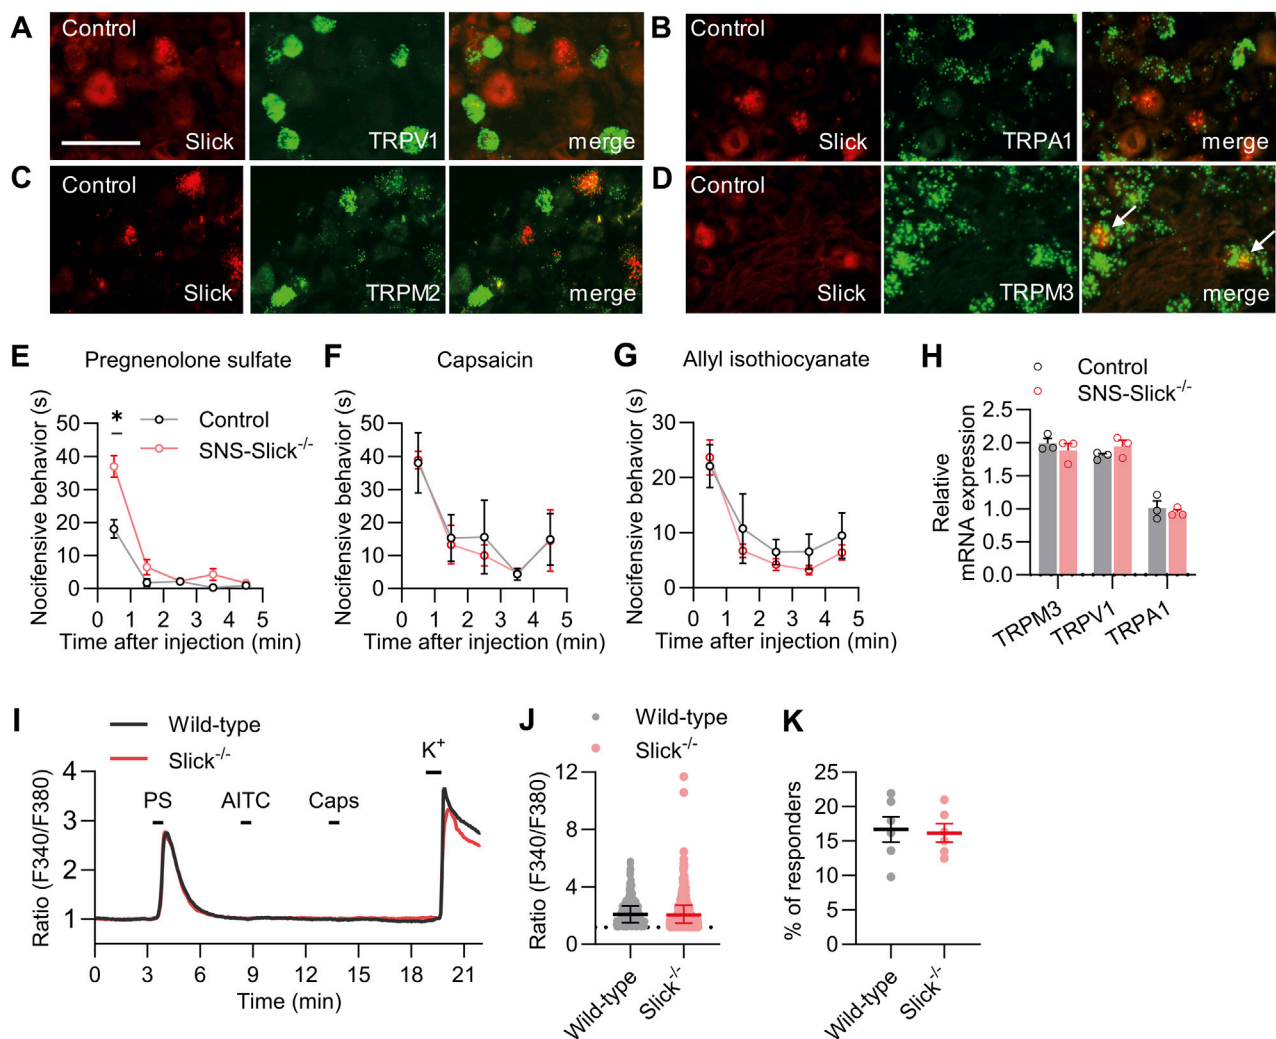 A
Control
Slick
TRPV1
merge
B
Control
Slick
TRPA1
merge
C
Control
Slick
TRPM2
merge
D
Control
Slick
TRPM3
merge
E
Pregnenolone sulfate
*
Control
SNS-Slick-/-
Nocifensive behavior (s)
50
40
30
20
10
0
0 1 2 3 4 5
Time after injection (min)
F
Capsaicin
Nocifensive behavior (s)
50
40
30
20
10
0
0 1 2 3 4 5
Time after injection (min)
G
Allyl isothiocyanate
Nocifensive behavior (s)
30
20
10
0
0 1 2 3 4 5
Time after injection (min)
H
Control
SNS-Slick-/-
Relative
mRNA expression
2.5
2.0
1.5
1.0
0.5
0.0
TRPM3 TRPV1 TRPA1
I
Wild-type
Slick-/-
K+
PS AITC Caps
Ratio (F340/F380)
4
3
2
1
0 3 6 9 12 15 18 21
Time (min)
J
Wild-type
Slick-/-
Ratio (F340/F380)
12
8
4
0
Wild-type Slick-/-
K
% of responders
25
20
15
10
5
0
Wild-type Slick-/-